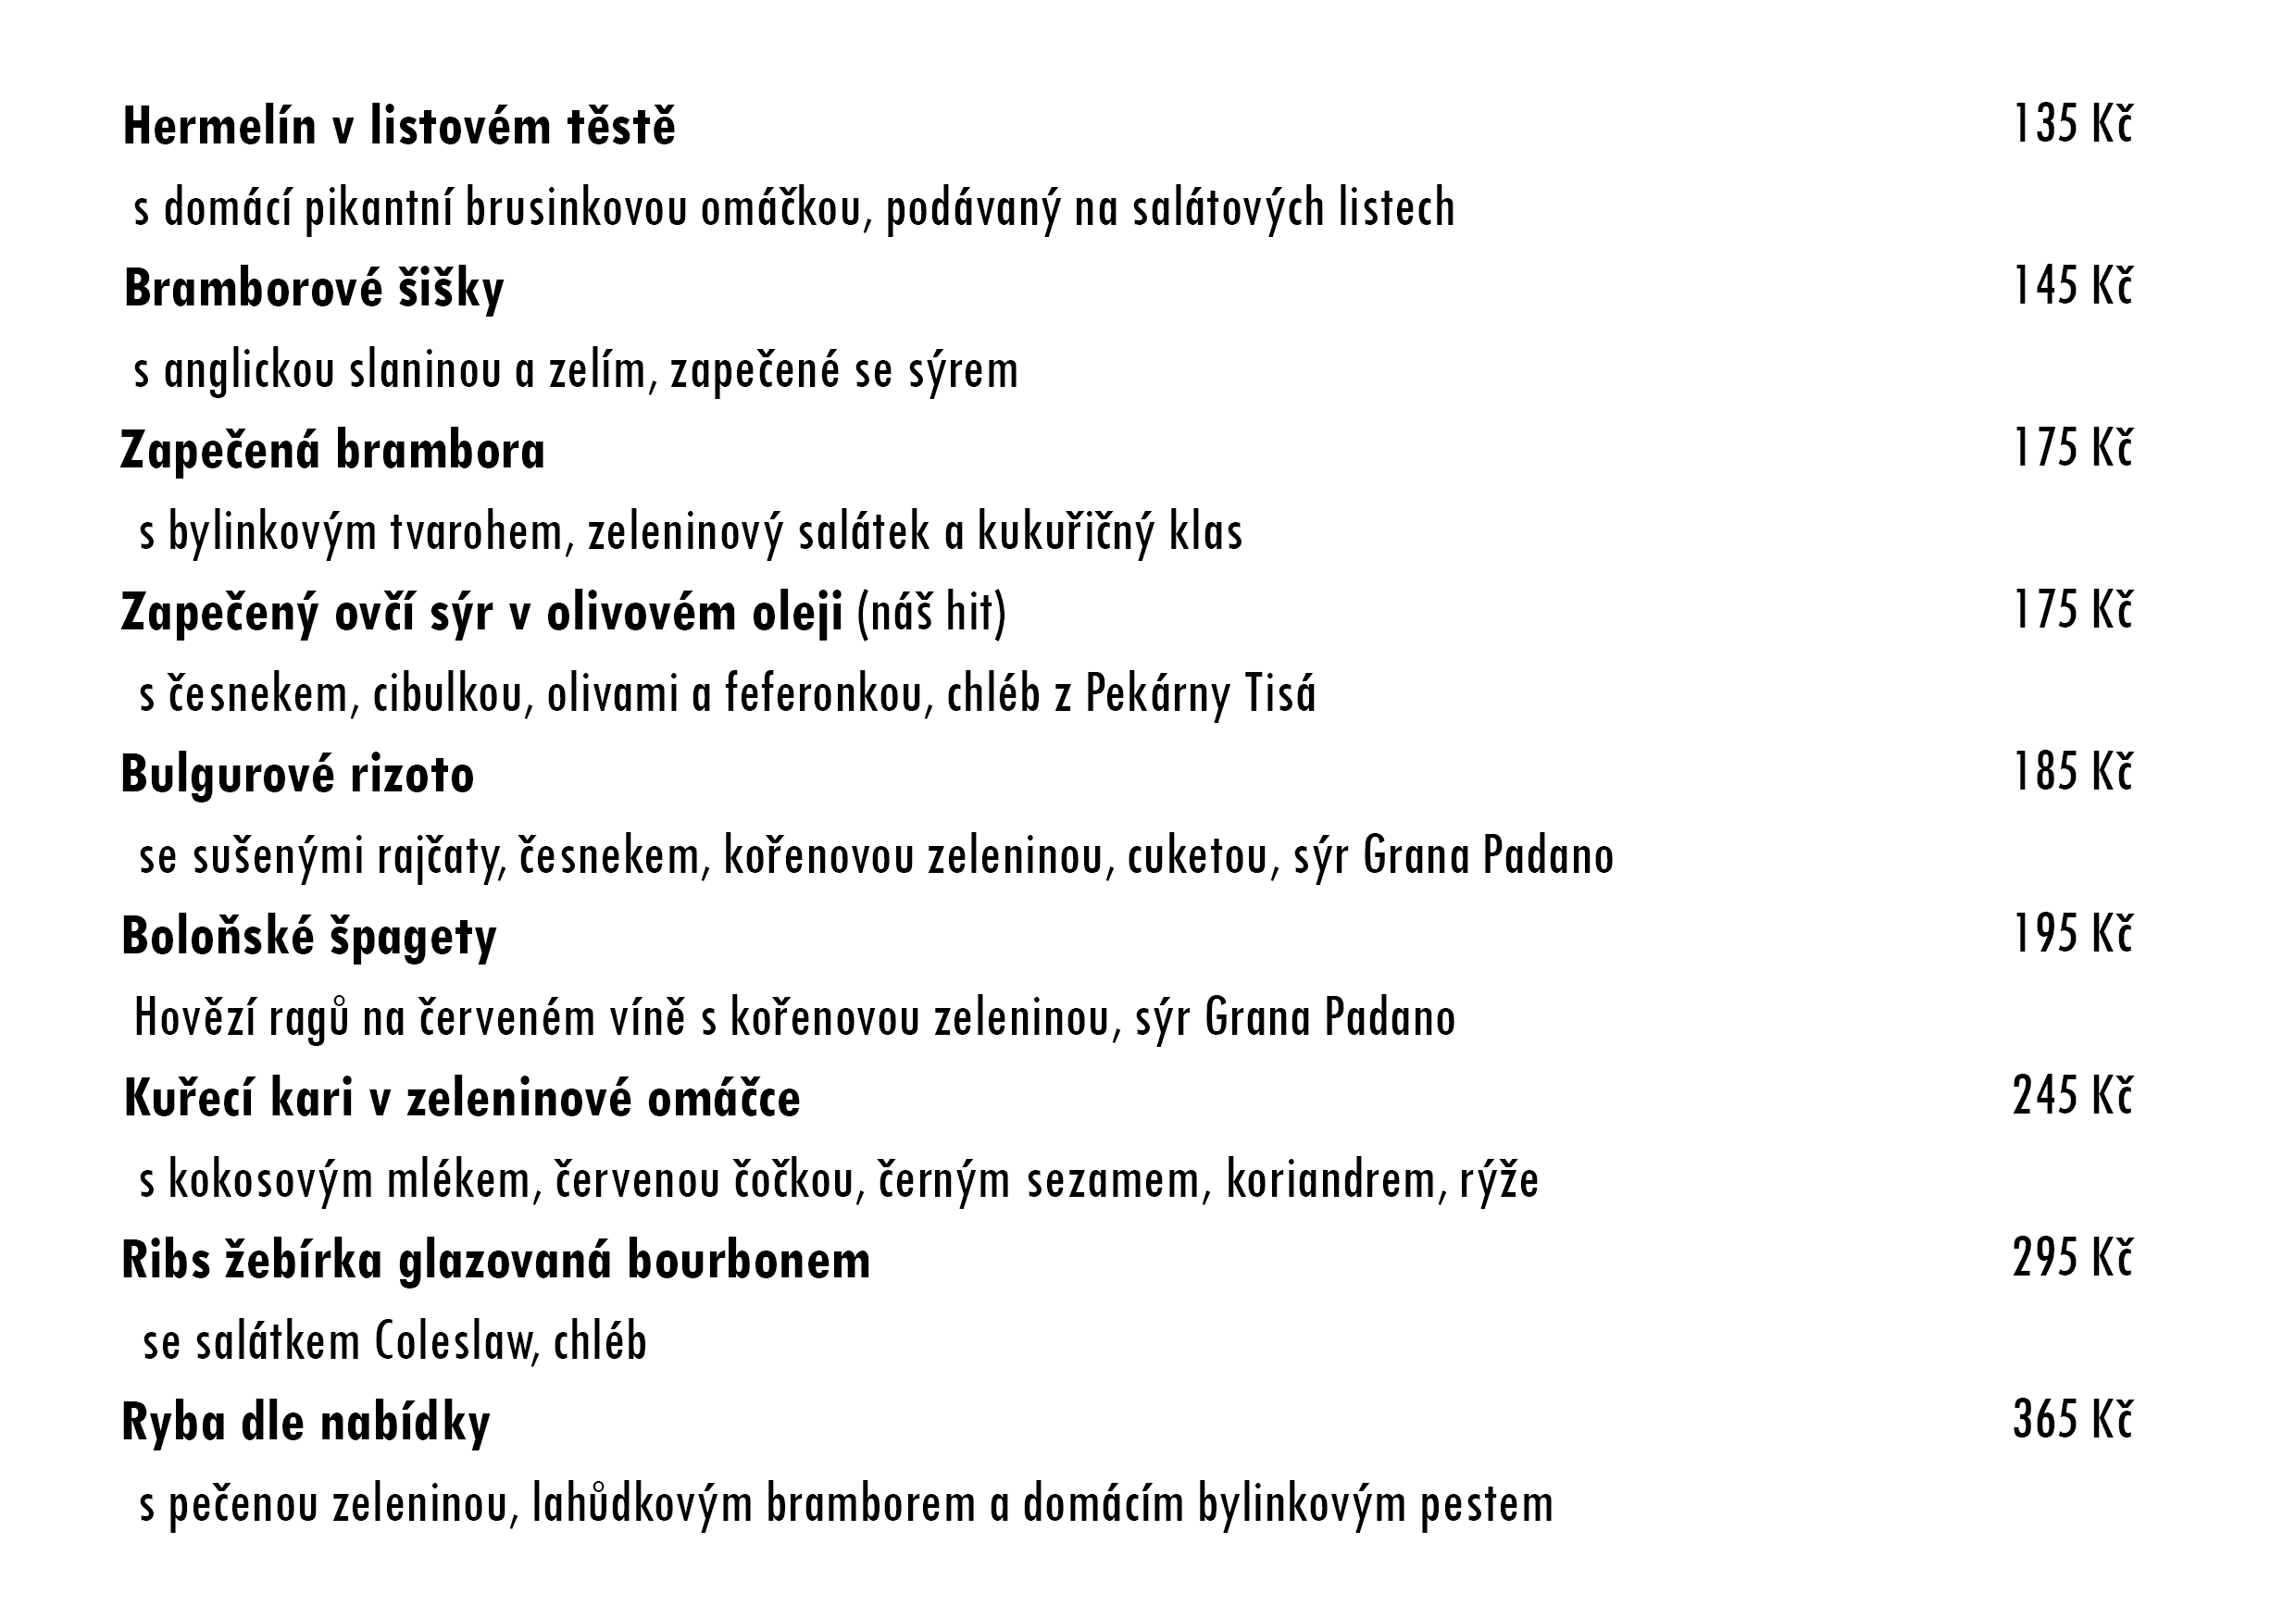 Hermelín v listovém těstě 135 Kč
s domácí pikantní brusinkovou omáčkou, podávaný na salátových listech
Bramborové šišky 145 Kč
s anglickou slaninou a zelím, zapečené se sýrem
Zapečená brambora 175 Kč
s bylinkovým tvarohem, zeleninový salátek a kukuřičný klas
Zapečený ovčí sýr v olivovém oleji (náš hit) 175 Kč
s česnekem, cibulkou, olivami a feferonkou, chléb z Pekárny Tisá
Bulgurové rizoto 185 Kč
se sušenými rajčaty, česnekem, kořenovou zeleninou, cuketou, sýr Grana Padano
Boloňské špagety 195 Kč
Hovězí ragů na červeném víně s kořenovou zeleninou, sýr Grana Padano
Kuřecí kari v zeleninové omáčce 245 Kč
s kokosovým mlékem, červenou čočkou, černým sezamem, koriandrem, rýže
Ribs žebírka glazovaná bourbonem 295 Kč
se salátkem Coleslaw, chléb
Ryba dle nabídky 365 Kč
s pečenou zeleninou, lahůdkovým bramborem a domácím bylinkovým pestem